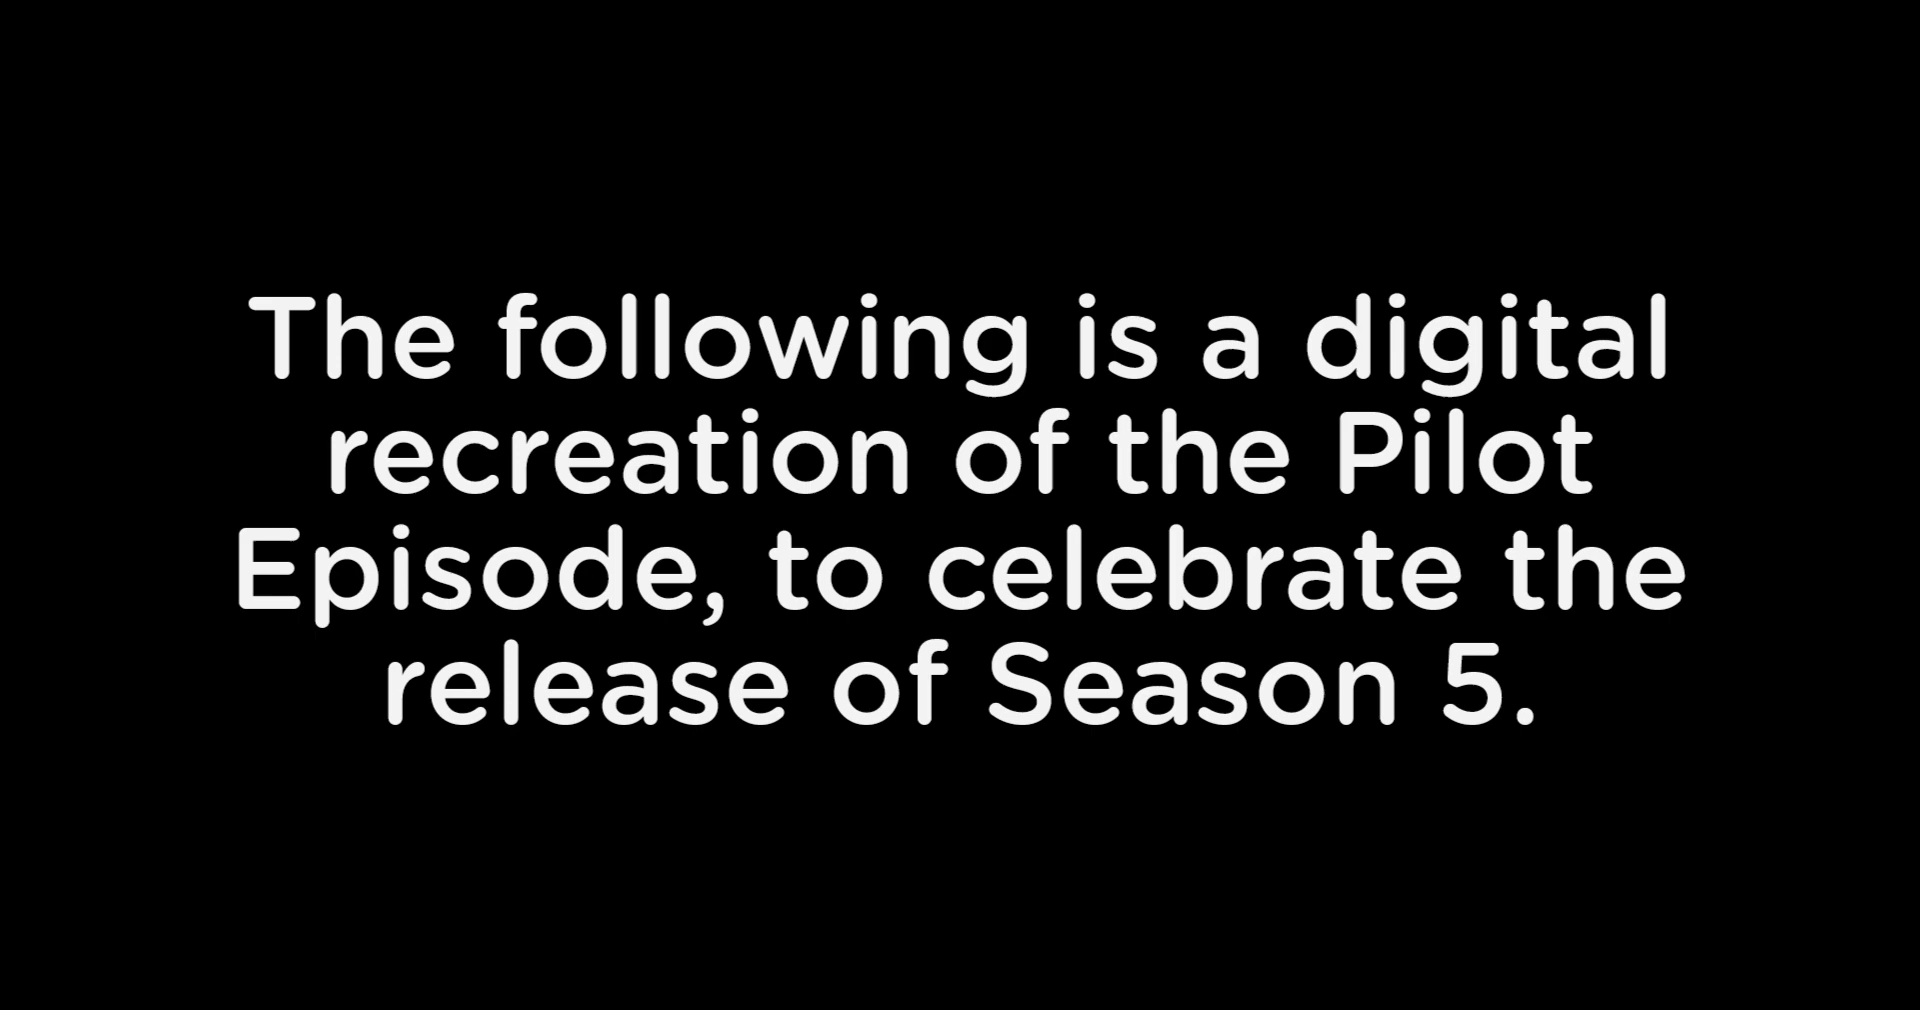 The following is a digital
recreation of the Pilot
Episode, to celebrate the
release of Season 5.